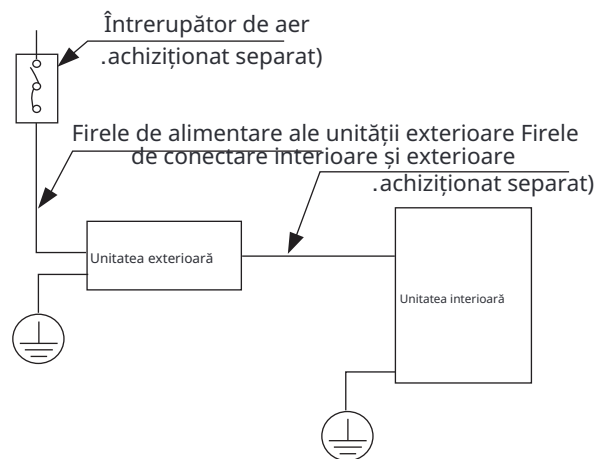 Întrerupător de aer
.achiziționat separat)
Firele de alimentare ale unității exterioare Firele
de conectare interioare și exterioare
.achiziționat separat)
Unitatea exterioară
Unitatea interioară